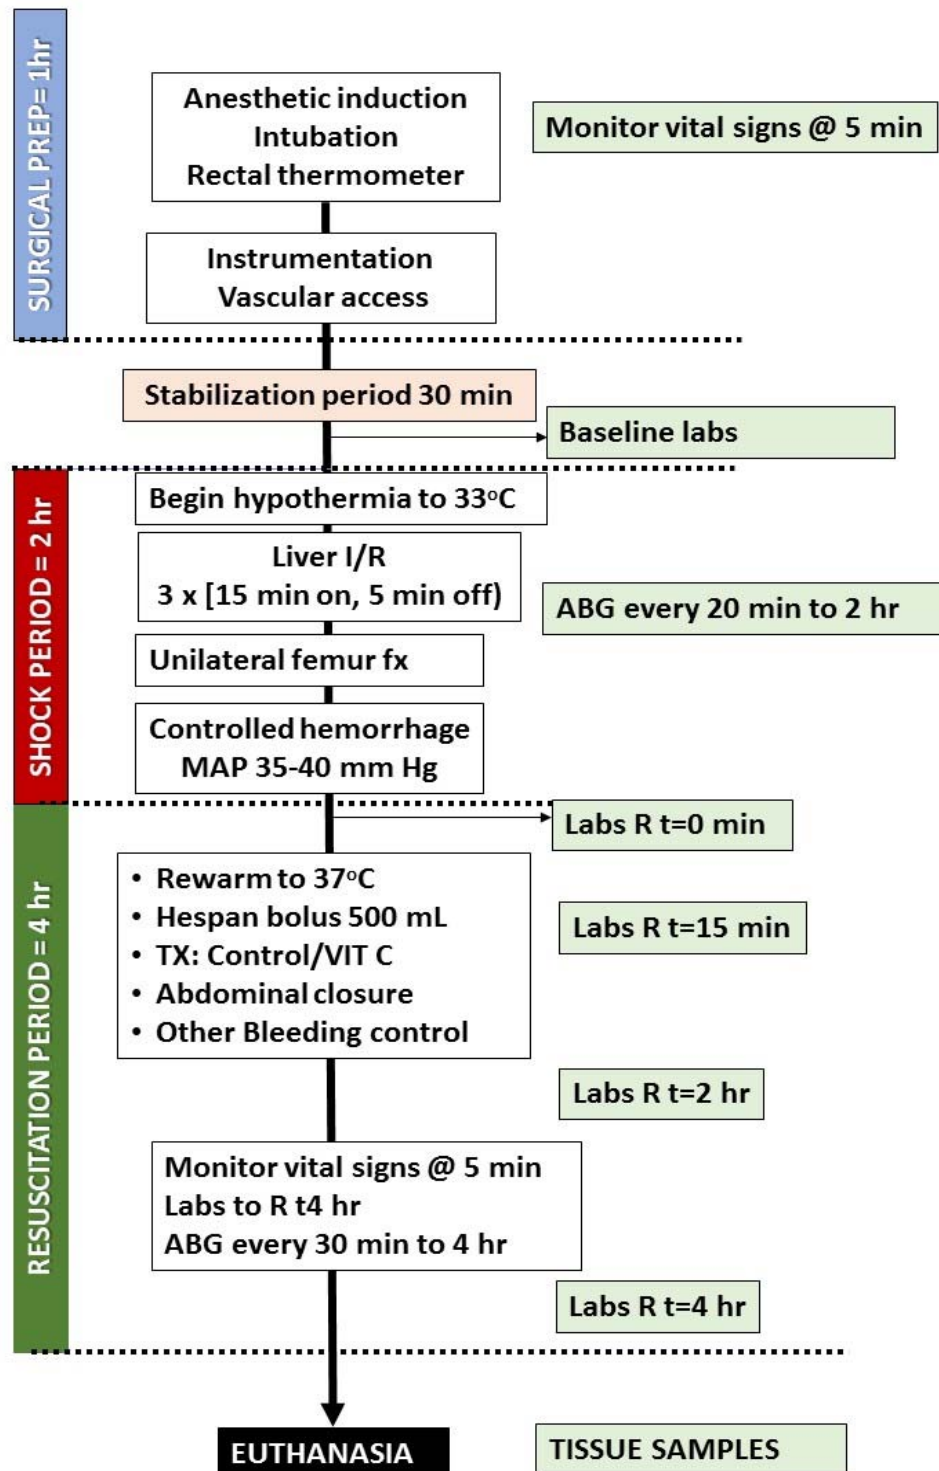 SURGICAL PREP= 1hr
Anesthetic induction
Intubation
Rectal thermometer
Monitor vital signs @ 5 min
Instrumentation
Vascular access
Stabilization period 30 min
Baseline labs
SHOCK PERIOD = 2 hr
Begin hypothermia to 33°C
Liver I/R
3 x [15 min on, 5 min off)
ABG every 20 min to 2 hr
Unilateral femur fx
Controlled hemorrhage
MAP 35-40 mm Hg
RESUSCITATION PERIOD = 4 hr
Labs R t=0 min
• Rewarm to 37°C
• Hespan bolus 500 mL
• TX: Control/VIT C
• Abdominal closure
• Other Bleeding control
Labs R t=15 min
Labs R t=2 hr
Monitor vital signs @ 5 min
Labs to R t4 hr
ABG every 30 min to 4 hr
Labs R t=4 hr
EUTHANASIA
TISSUE SAMPLES